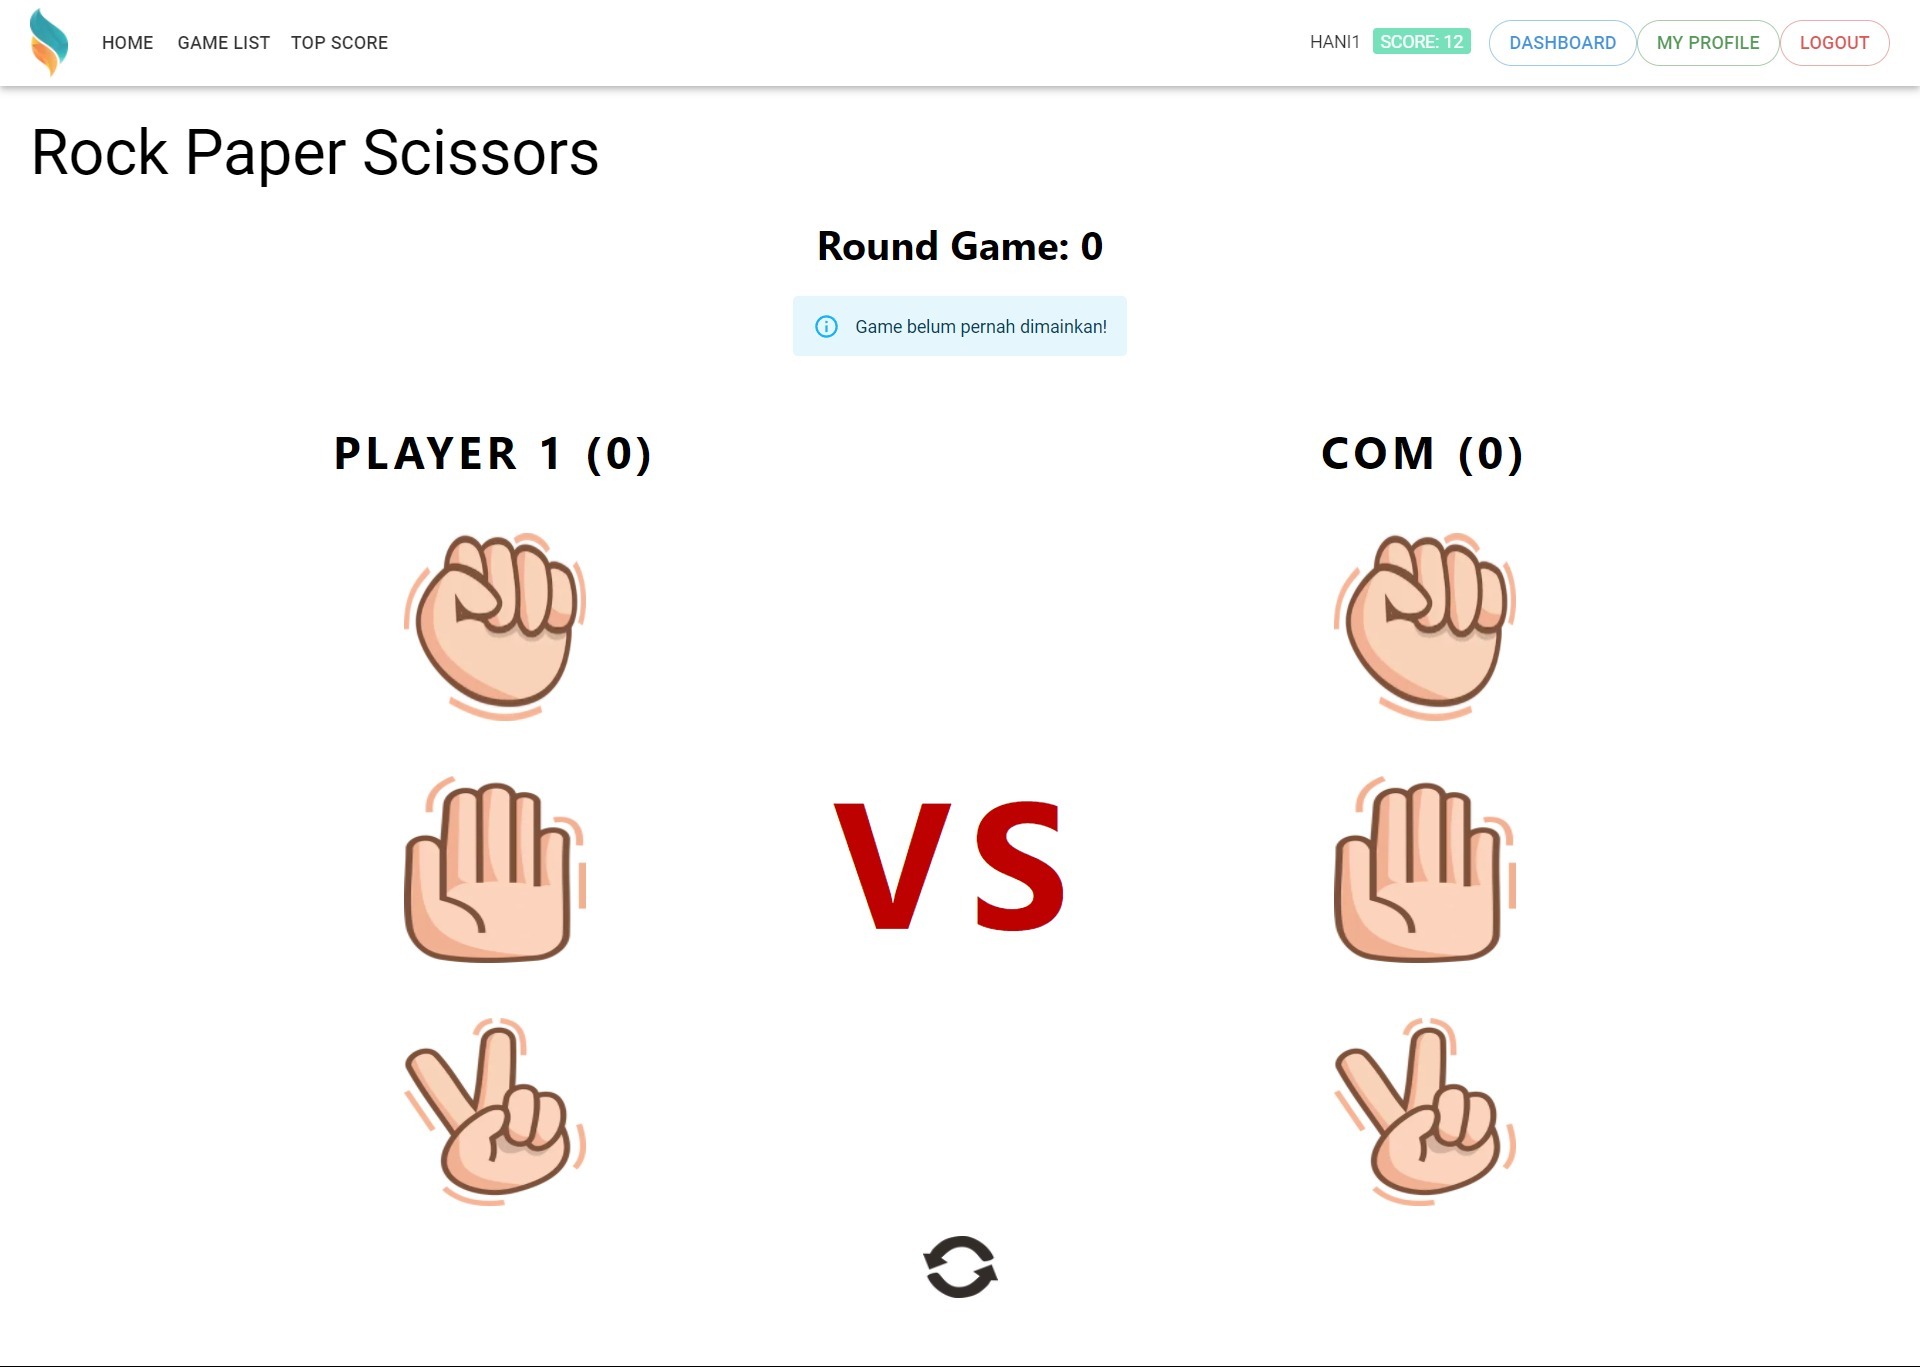 HOME GAME LIST TOP SCORE HANI1 SCORE: 12 DASHBOARD MY PROFILE LOGOUT
Rock Paper Scissors
Round Game: 0
Game belum pernah dimainkan!
PLAYER 1 (0) COM (0)
VS